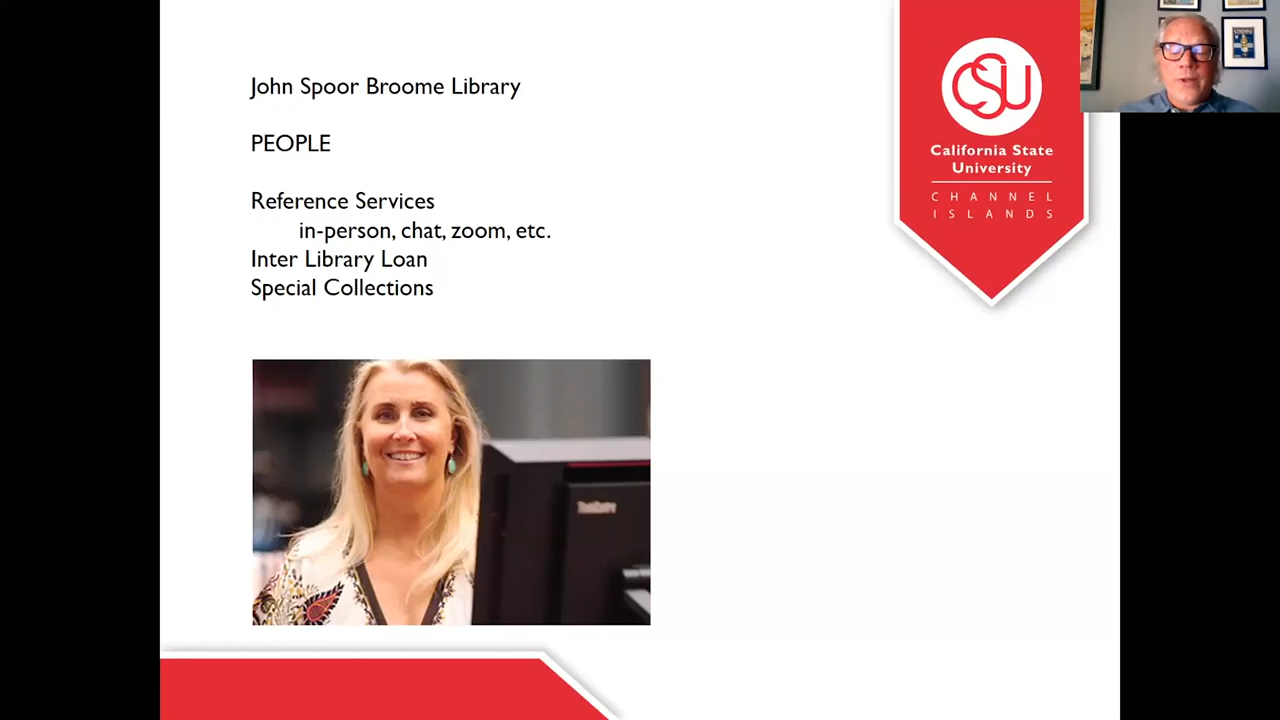 John Spoor Broome Library
PEOPLE
Reference Services
in-person, chat, zoom, etc.
Inter Library Loan
Special Collections
CSU
California State
University
CHANNEL
ISLANDS